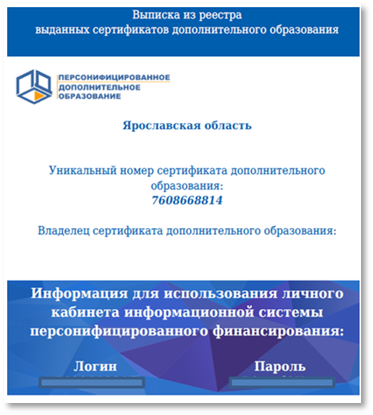 Выписка из реестра
выданных сертификатов дополнительного образования
ПЕРСОНИФИЦИРОВАННОЕ
ДОПОЛНИТЕЛЬНОЕ
ОБРАЗОВАНИЕ
Ярославская область
Уникальный номер сертификата дополнительного
образования:
7608668814
Владелец сертификата дополнительного образования:
Информация для использования личного
кабинета информационной системы
персонифицированного финансирования:
Логин Пароль